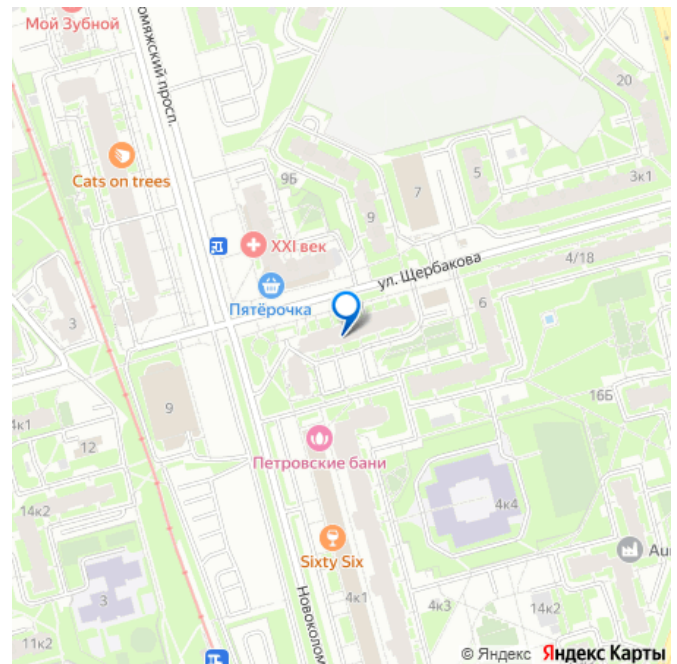 Мой Зубной
омяжский просп.
Cats on trees
20
9Б
5
7
3к1
9
XXI век
ул. Щербакова
4/18
Пятёрочка
6
3
9
16Б
4к1
12
Петровские бани
14к2
4к4
Sixty Six
Au
3
4к1
4к3
14к2
Новоколом
11к2
© Яндекс Яндекс Карты